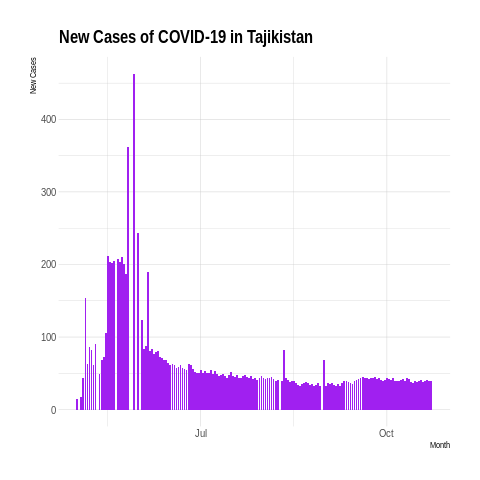 New Cases of COVID-19 in Tajikistan
New Cases
400
300
200
100
0
Jul
Oct
Month